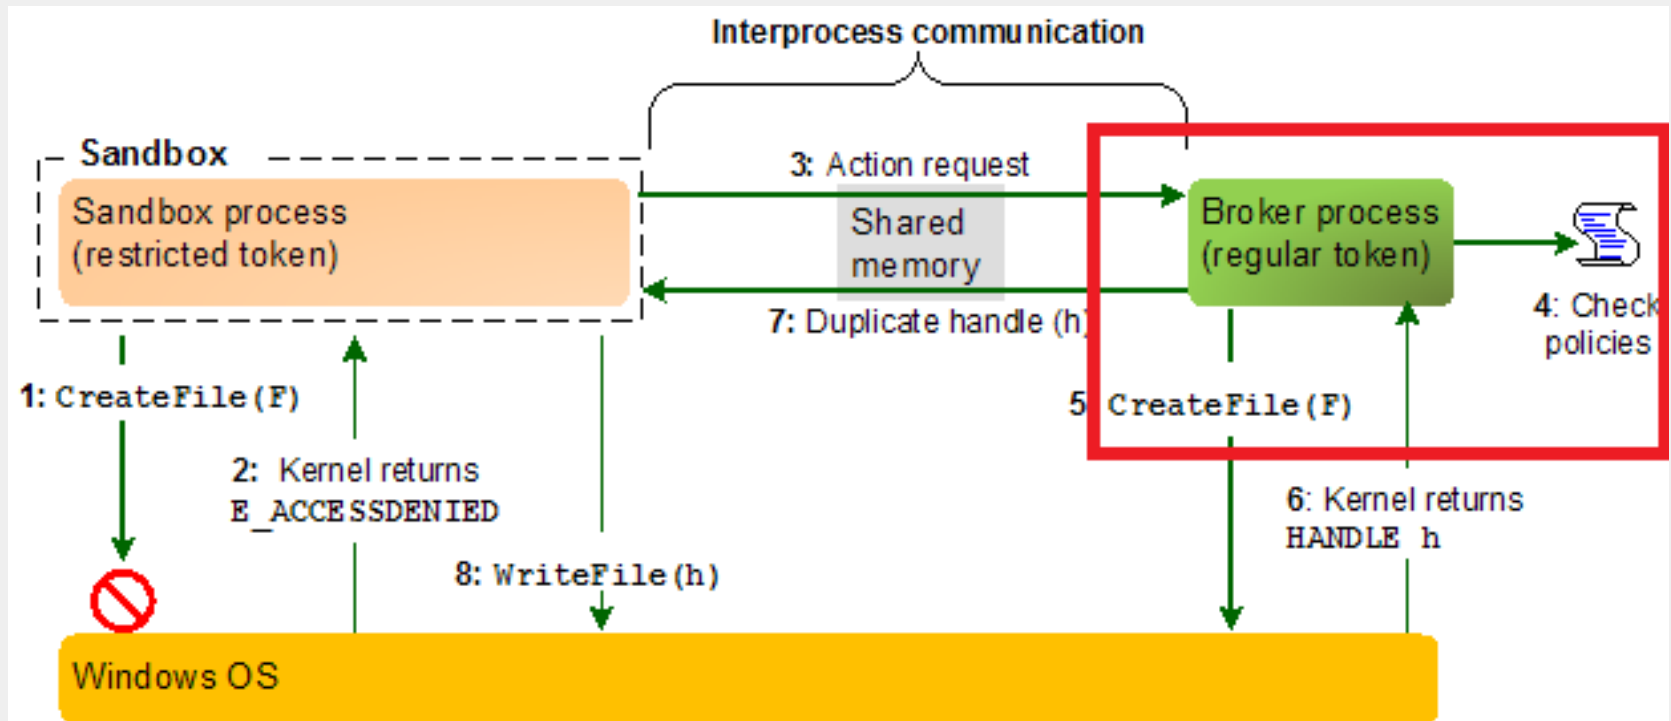 Interprocess communication
Sandbox
Sandbox process
(restricted token)
3: Action request
Shared
memory
7: Duplicate handle (h)
Broker process
(regular token)
4: Check
policies
1: CreateFile(F)
2: Kernel returns
E_ACCESSDENIED
8: WriteFile(h)
5 CreateFile(F)
6: Kernel returns
HANDLE h
Windows OS